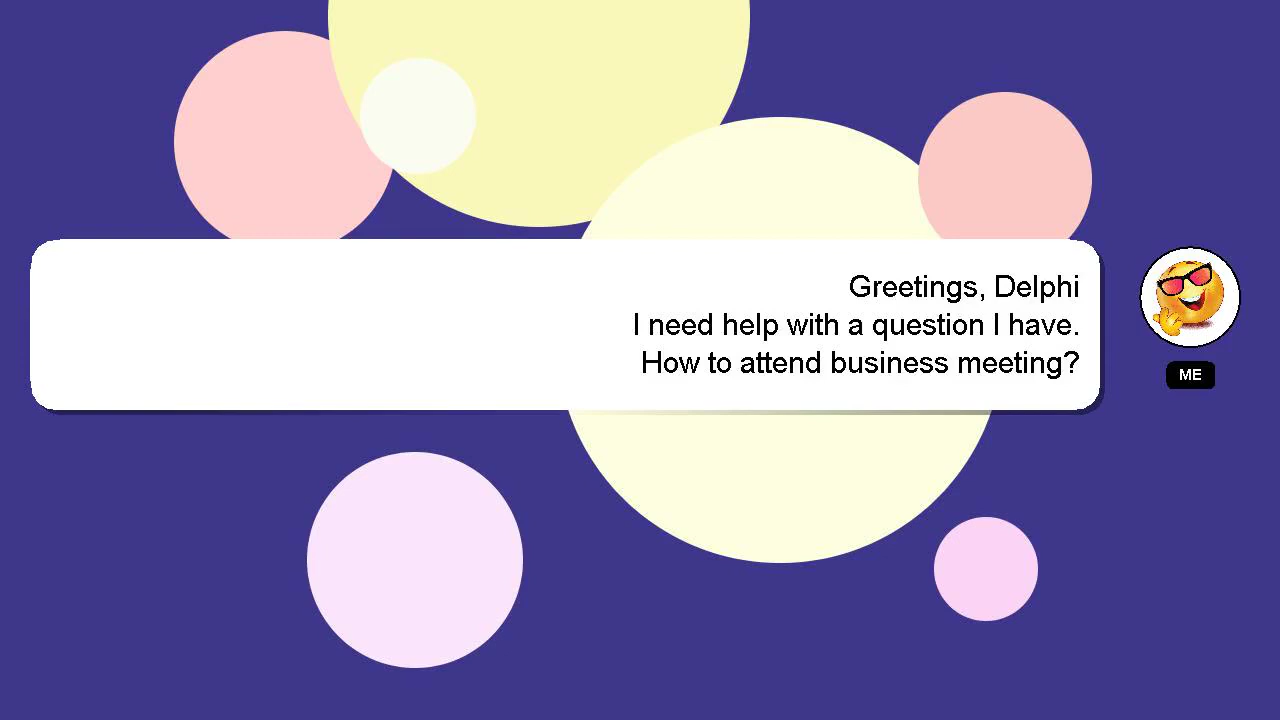 Greetings, Delphi
I need help with a question I have.
How to attend business meeting?
ME